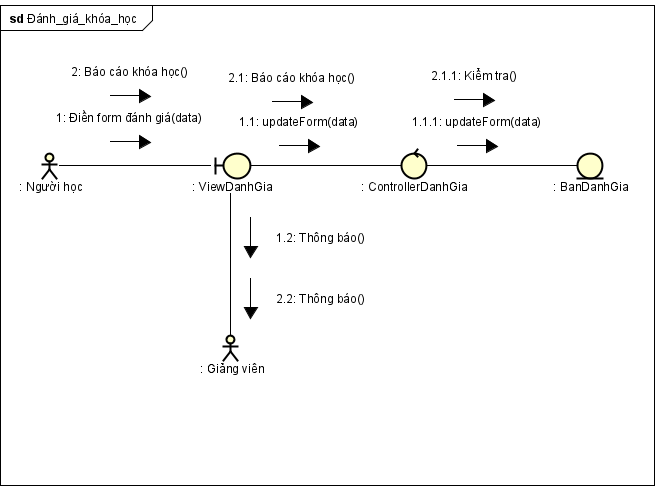 sd Đánh_giá_khóa_học
2: Báo cáo khóa học()
2.1: Báo cáo khóa học()
2.1.1: Kiểm tra()
1: Điền form đánh giá(data)
1.1: updateForm(data)
1.1.1: updateForm(data)
: Người học
: ViewDanhGia
: ControllerDanhGia
: BanDanhGia
1.2: Thông báo()
2.2: Thông báo()
: Giảng viên